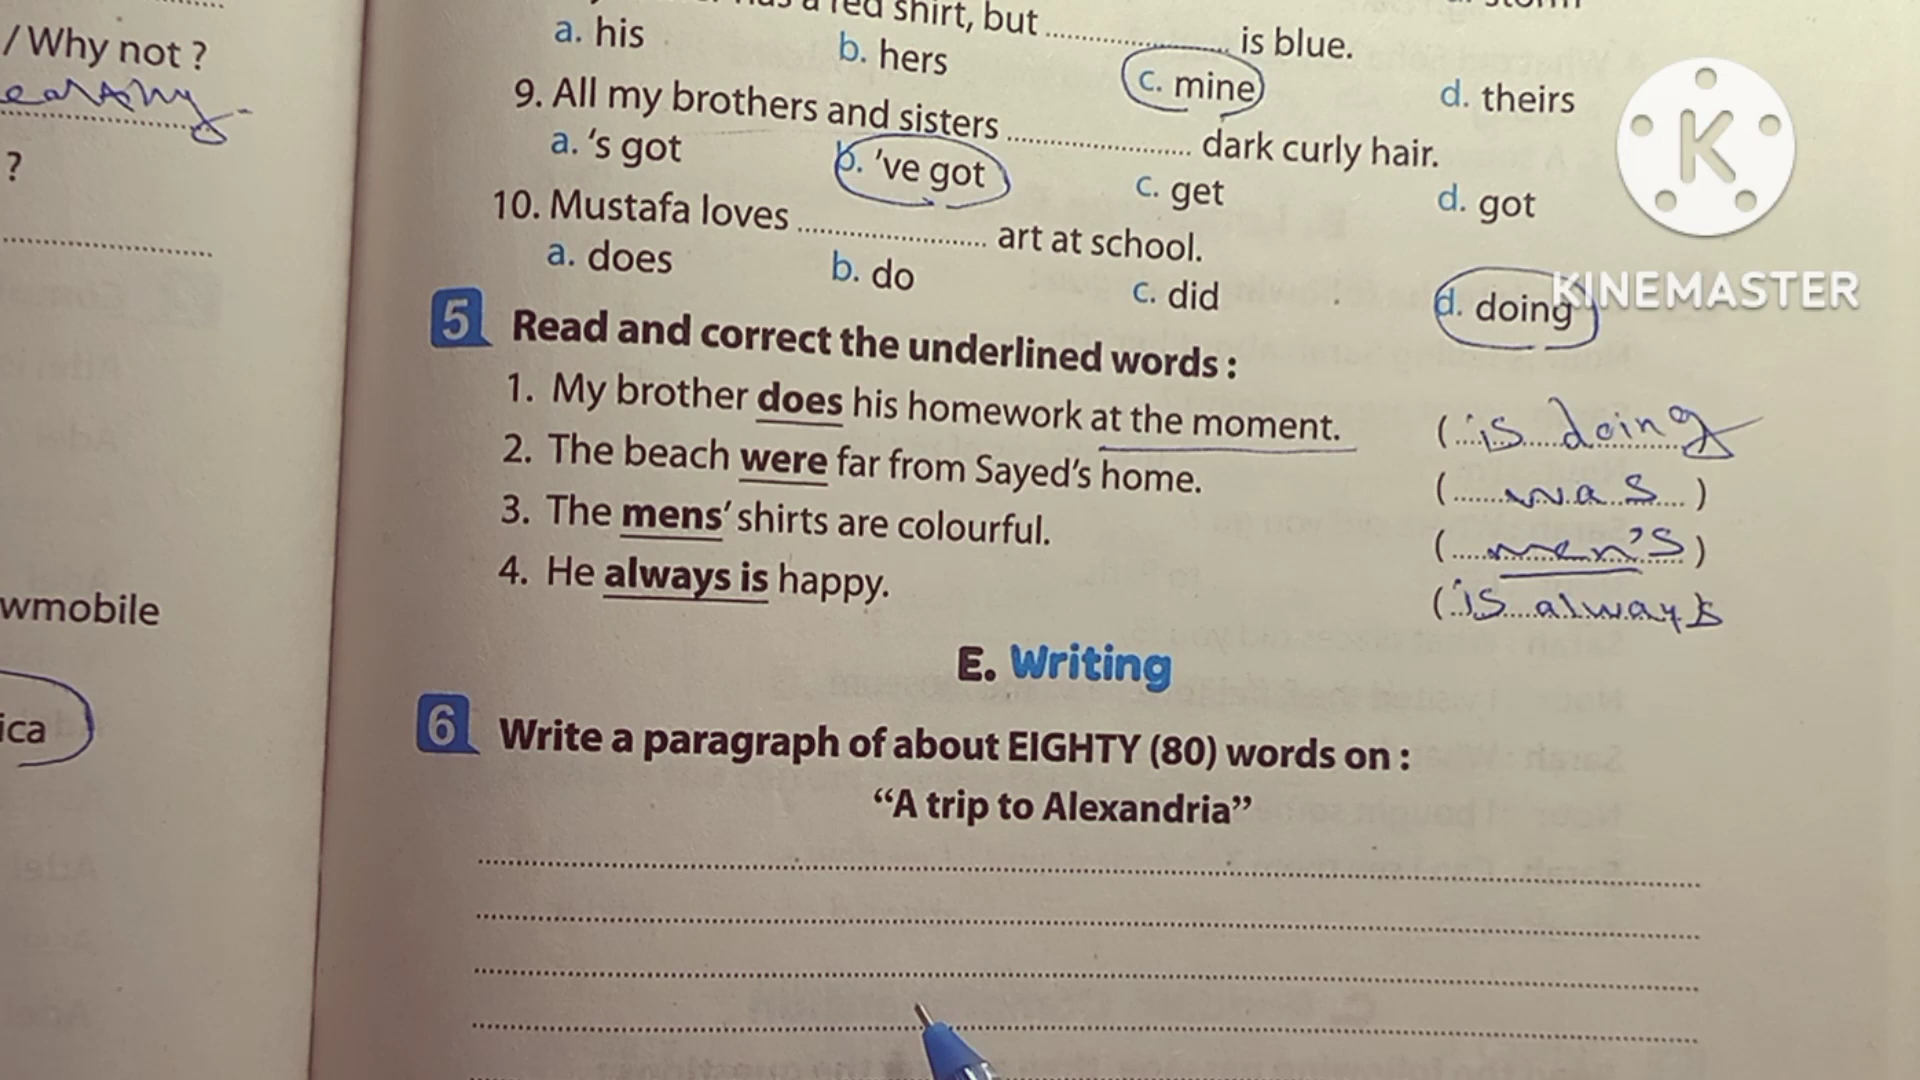 has a red shirt, but ........................ is blue.
a. his b. hers c. mine d. theirs
9. All my brothers and sisters ........................ dark curly hair.
a. 's got b. 've got c. get d. got
10. Mustafa loves ........................ art at school.
a. does b. do c. did d. doing
5 Read and correct the underlined words :
1. My brother does his homework at the moment. (is doing
2. The beach were far from Sayed's home. (was)
3. The mens' shirts are colourful. (men's)
4. He always is happy. (is always
E. Writing
6 Write a paragraph of about EIGHTY (80) words on :
"A trip to Alexandria"
/ Why not ?
?
wmobile
ica
K
KINEMASTER